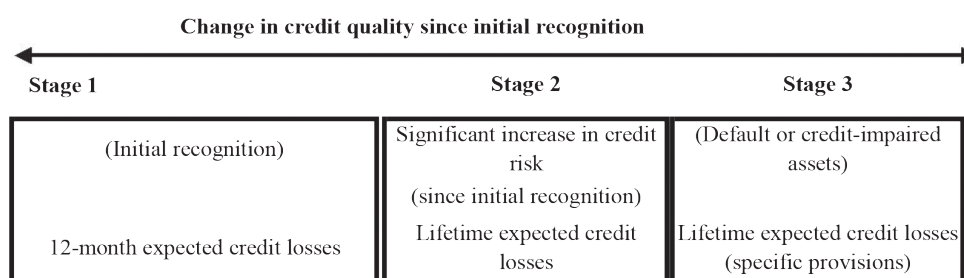 Change in credit quality since initial recognition
Stage 1
Stage 2
Stage 3
(Initial recognition)
12-month expected credit losses
Significant increase in credit
risk
(since initial recognition)
Lifetime expected credit
losses
(Default or credit-impaired
assets)
Lifetime expected credit losses
(specific provisions)